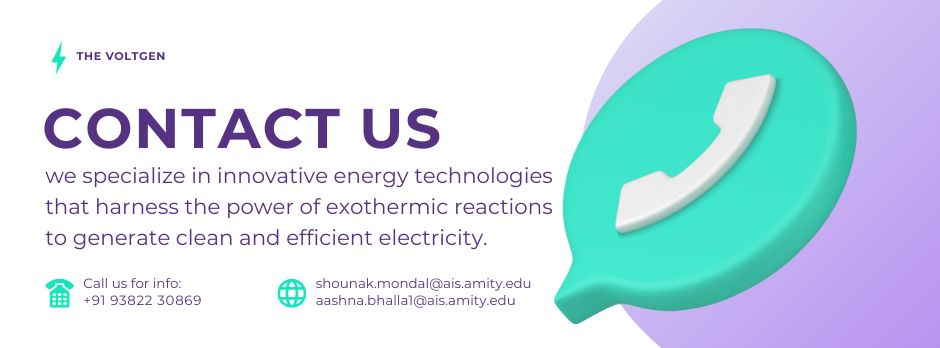 THE VOLTGEN
CONTACT US
we specialize in innovative energy technologies
that harness the power of exothermic reactions
to generate clean and efficient electricity.
Call us for info:
+91 93822 30869
shounak.mondal@ais.amity.edu
aashna.bhalla1@ais.amity.edu